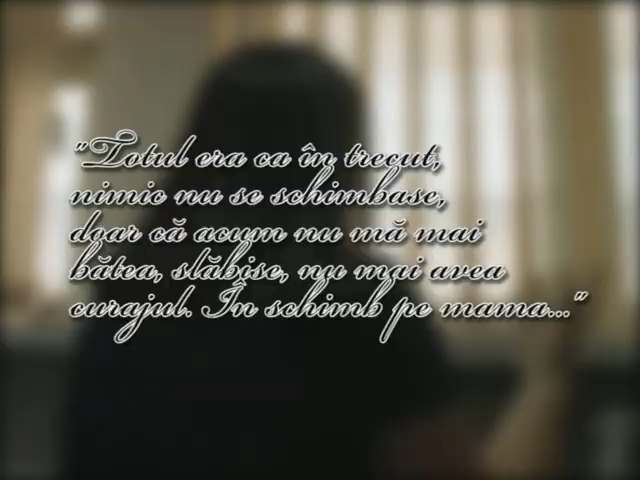 "Totul era ca în trecut,
nimic nu se schimbase,
doar că acum nu mă mai
bătea, slăbise, nu mai avea
curajul. În schimb pe mama..."